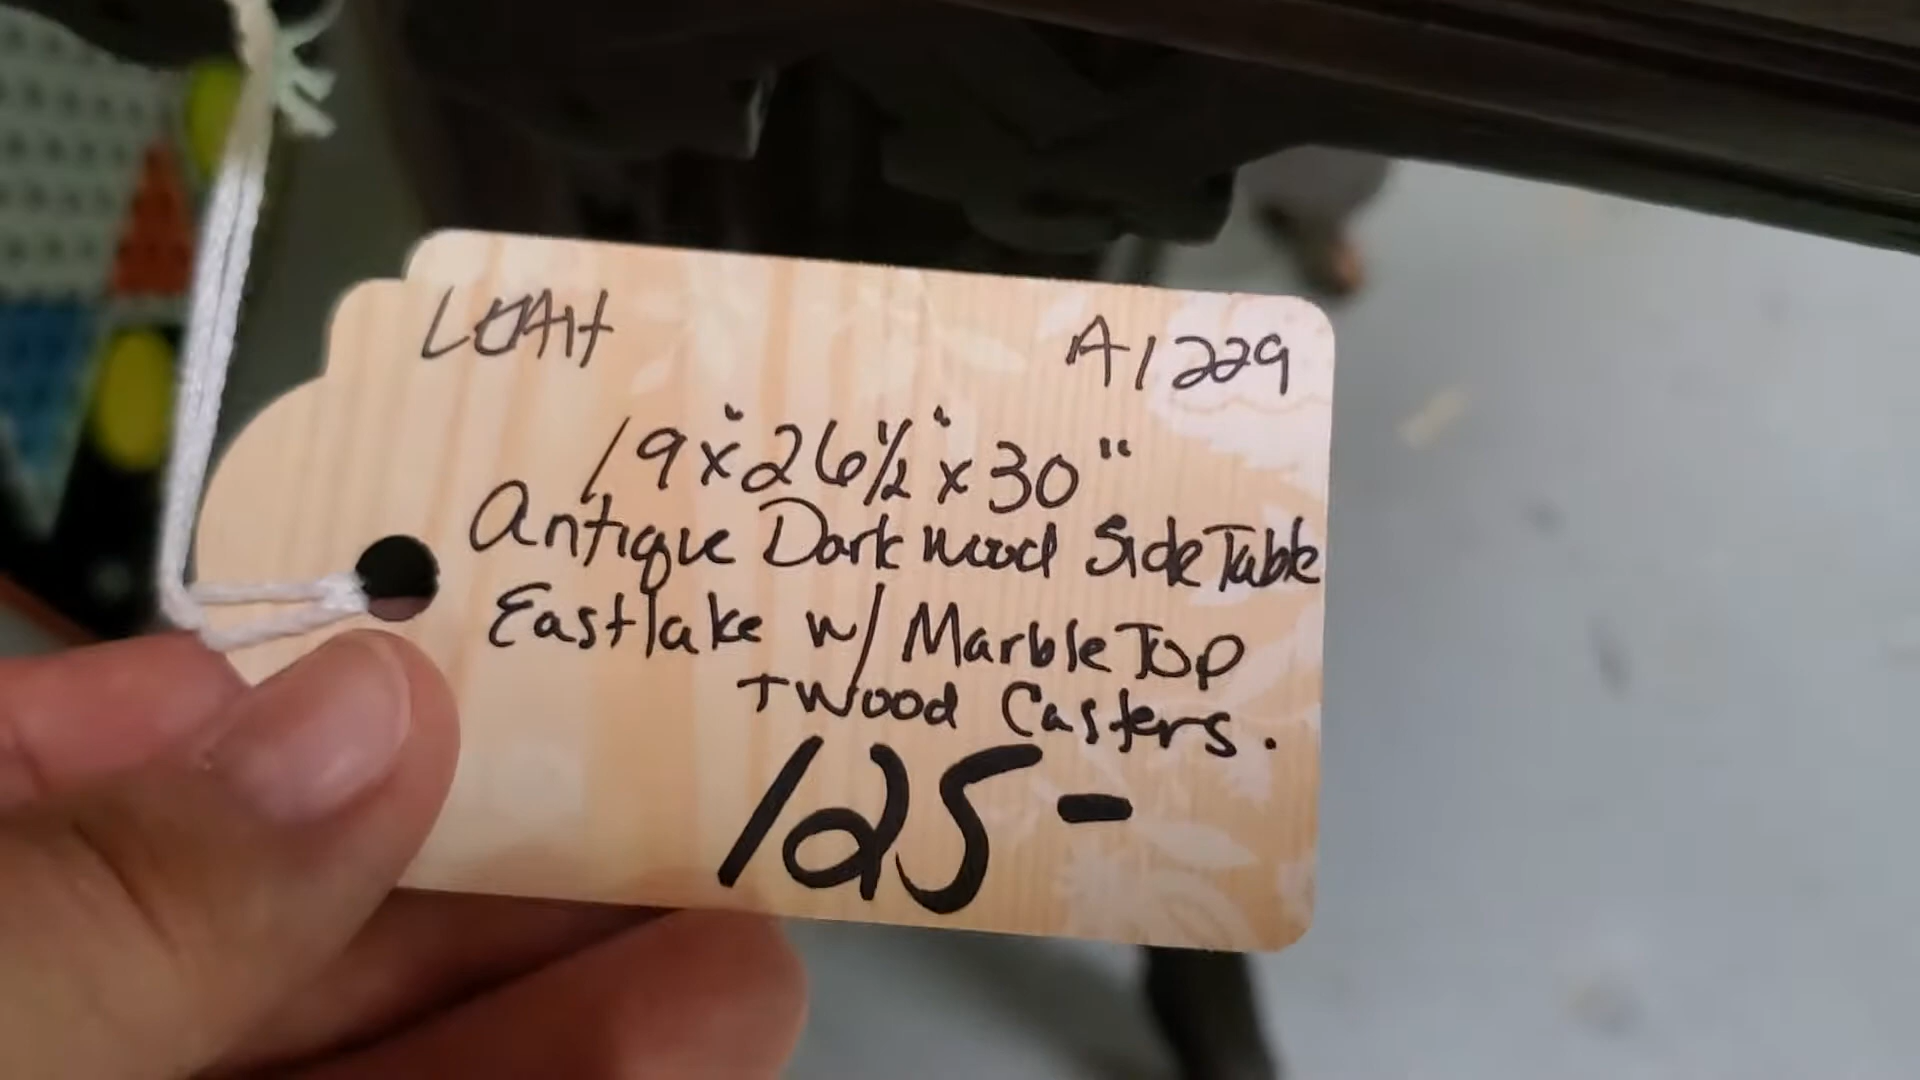 LEAH A1229
19"x26½"x30"
Antique Dark Wood Side Table
Eastlake w/ Marble Top
+ Wood Casters.
125-